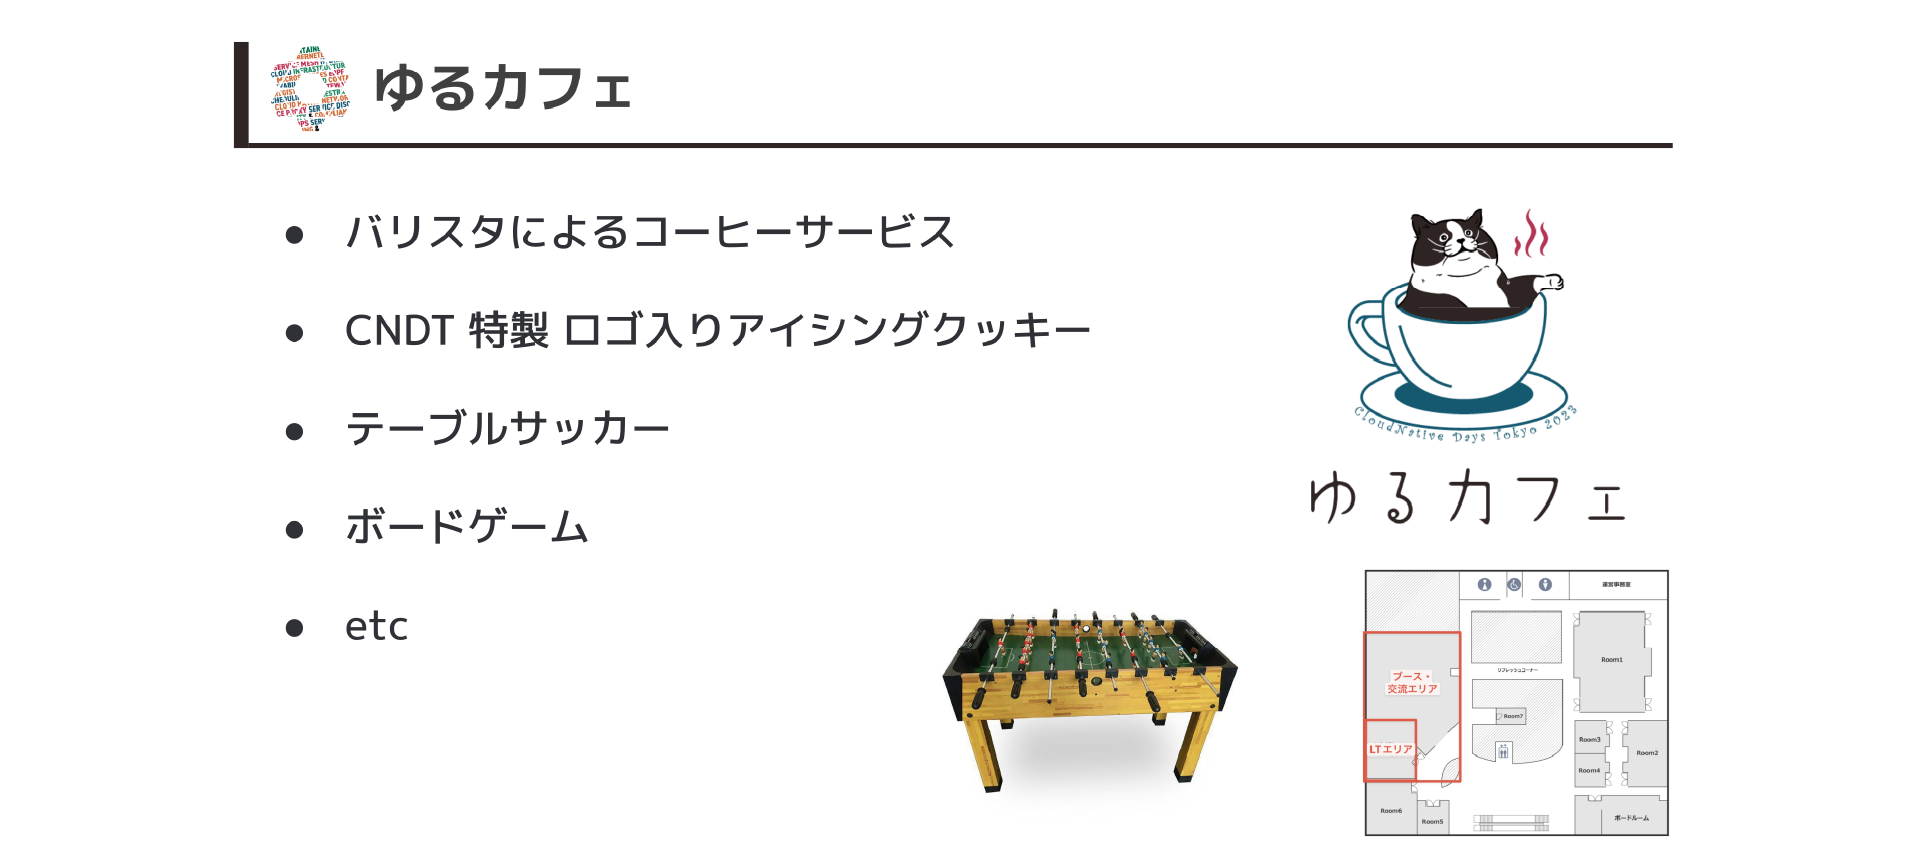 ゆるカフェ
● バリスタによるコーヒーサービス
● CNDT 特製 ロゴ入りアイシングクッキー
● テーブルサッカー
● ボードゲーム
● etc
CloudNative Days Tokyo 2023
ゆるカフェ
運営事務室
Room1
リフレッシュコーナー
ブース・
交流エリア
Room7
LTエリア
Room3
Room2
Room4
Room6
Room5
ボードルーム